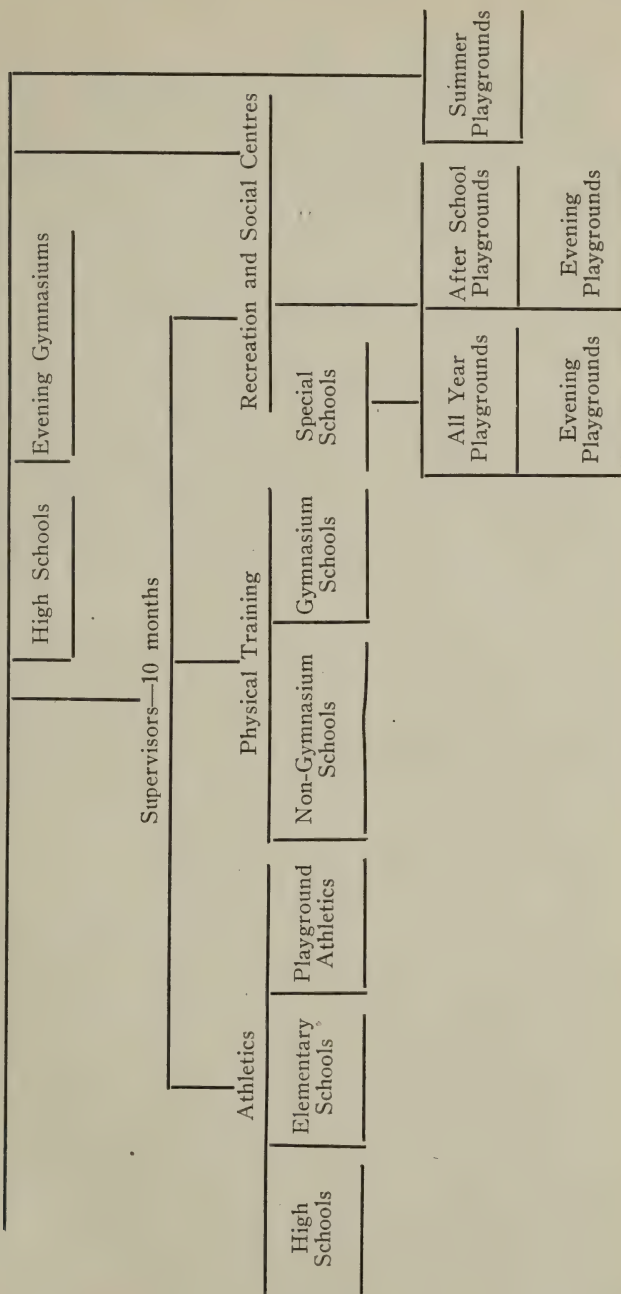 High Schools
Evening Gymnasiums
Supervisors—10 months
Athletics
Physical Training
Recreation and Social Centres
High
Schools
Elementary
Schools
Playground
Athletics
Non-Gymnasium
Schools
Gymnasium
Schools
Special
Schools
All Year
Playgrounds
Evening
Playgrounds
After School
Playgrounds
Evening
Playgrounds
Summer
Playgrounds